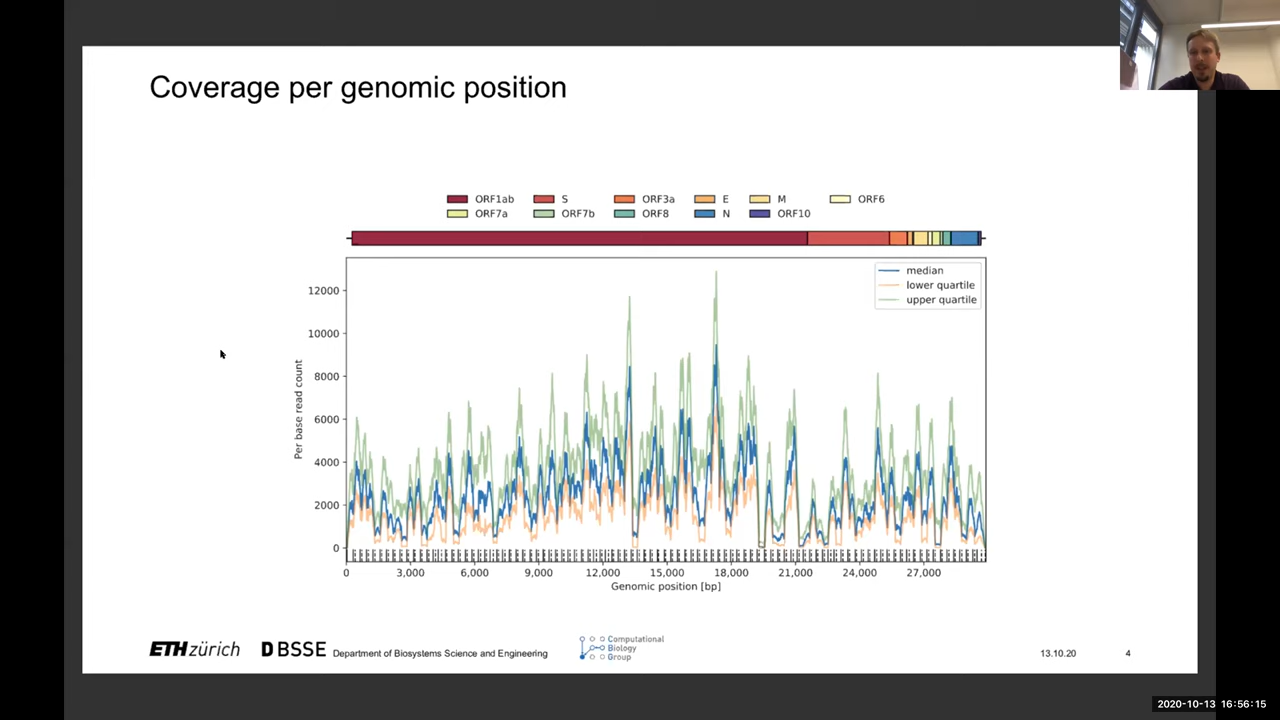 Coverage per genomic position
ORF1ab S ORF3a E M ORF6
ORF7a ORF7b ORF8 N ORF10
median
lower quartile
upper quartile
12000
10000
8000
6000
4000
2000
0
Per base read count
0 3,000 6,000 9,000 12,000 15,000 18,000 21,000 24,000 27,000
Genomic position [bp]
ETH zürich D BSSE Department of Biosystems Science and Engineering
Computational
Biology
Group
13.10.20 4
2020-10-13 16:56:15